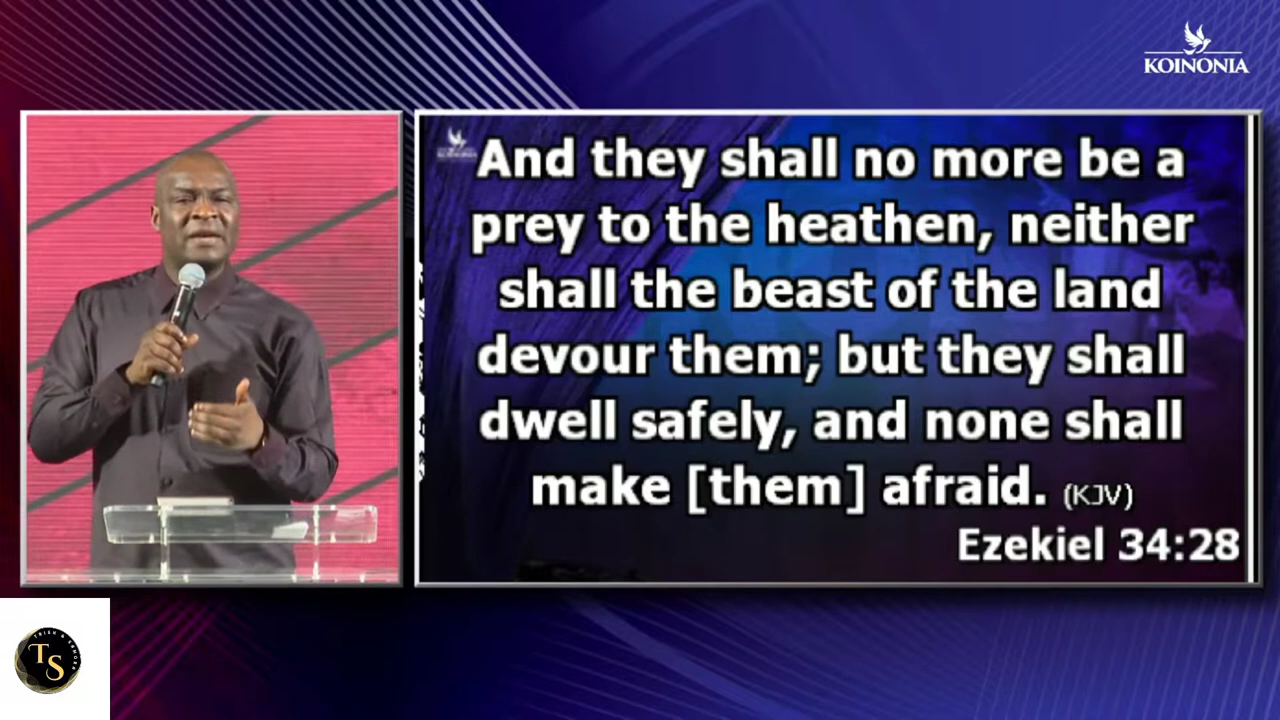 KOINONIA
KOINONIA
And they shall no more be a
prey to the heathen, neither
shall the beast of the land
devour them; but they shall
dwell safely, and none shall
make [them] afraid. (KJV)
Ezekiel 34:28
TS